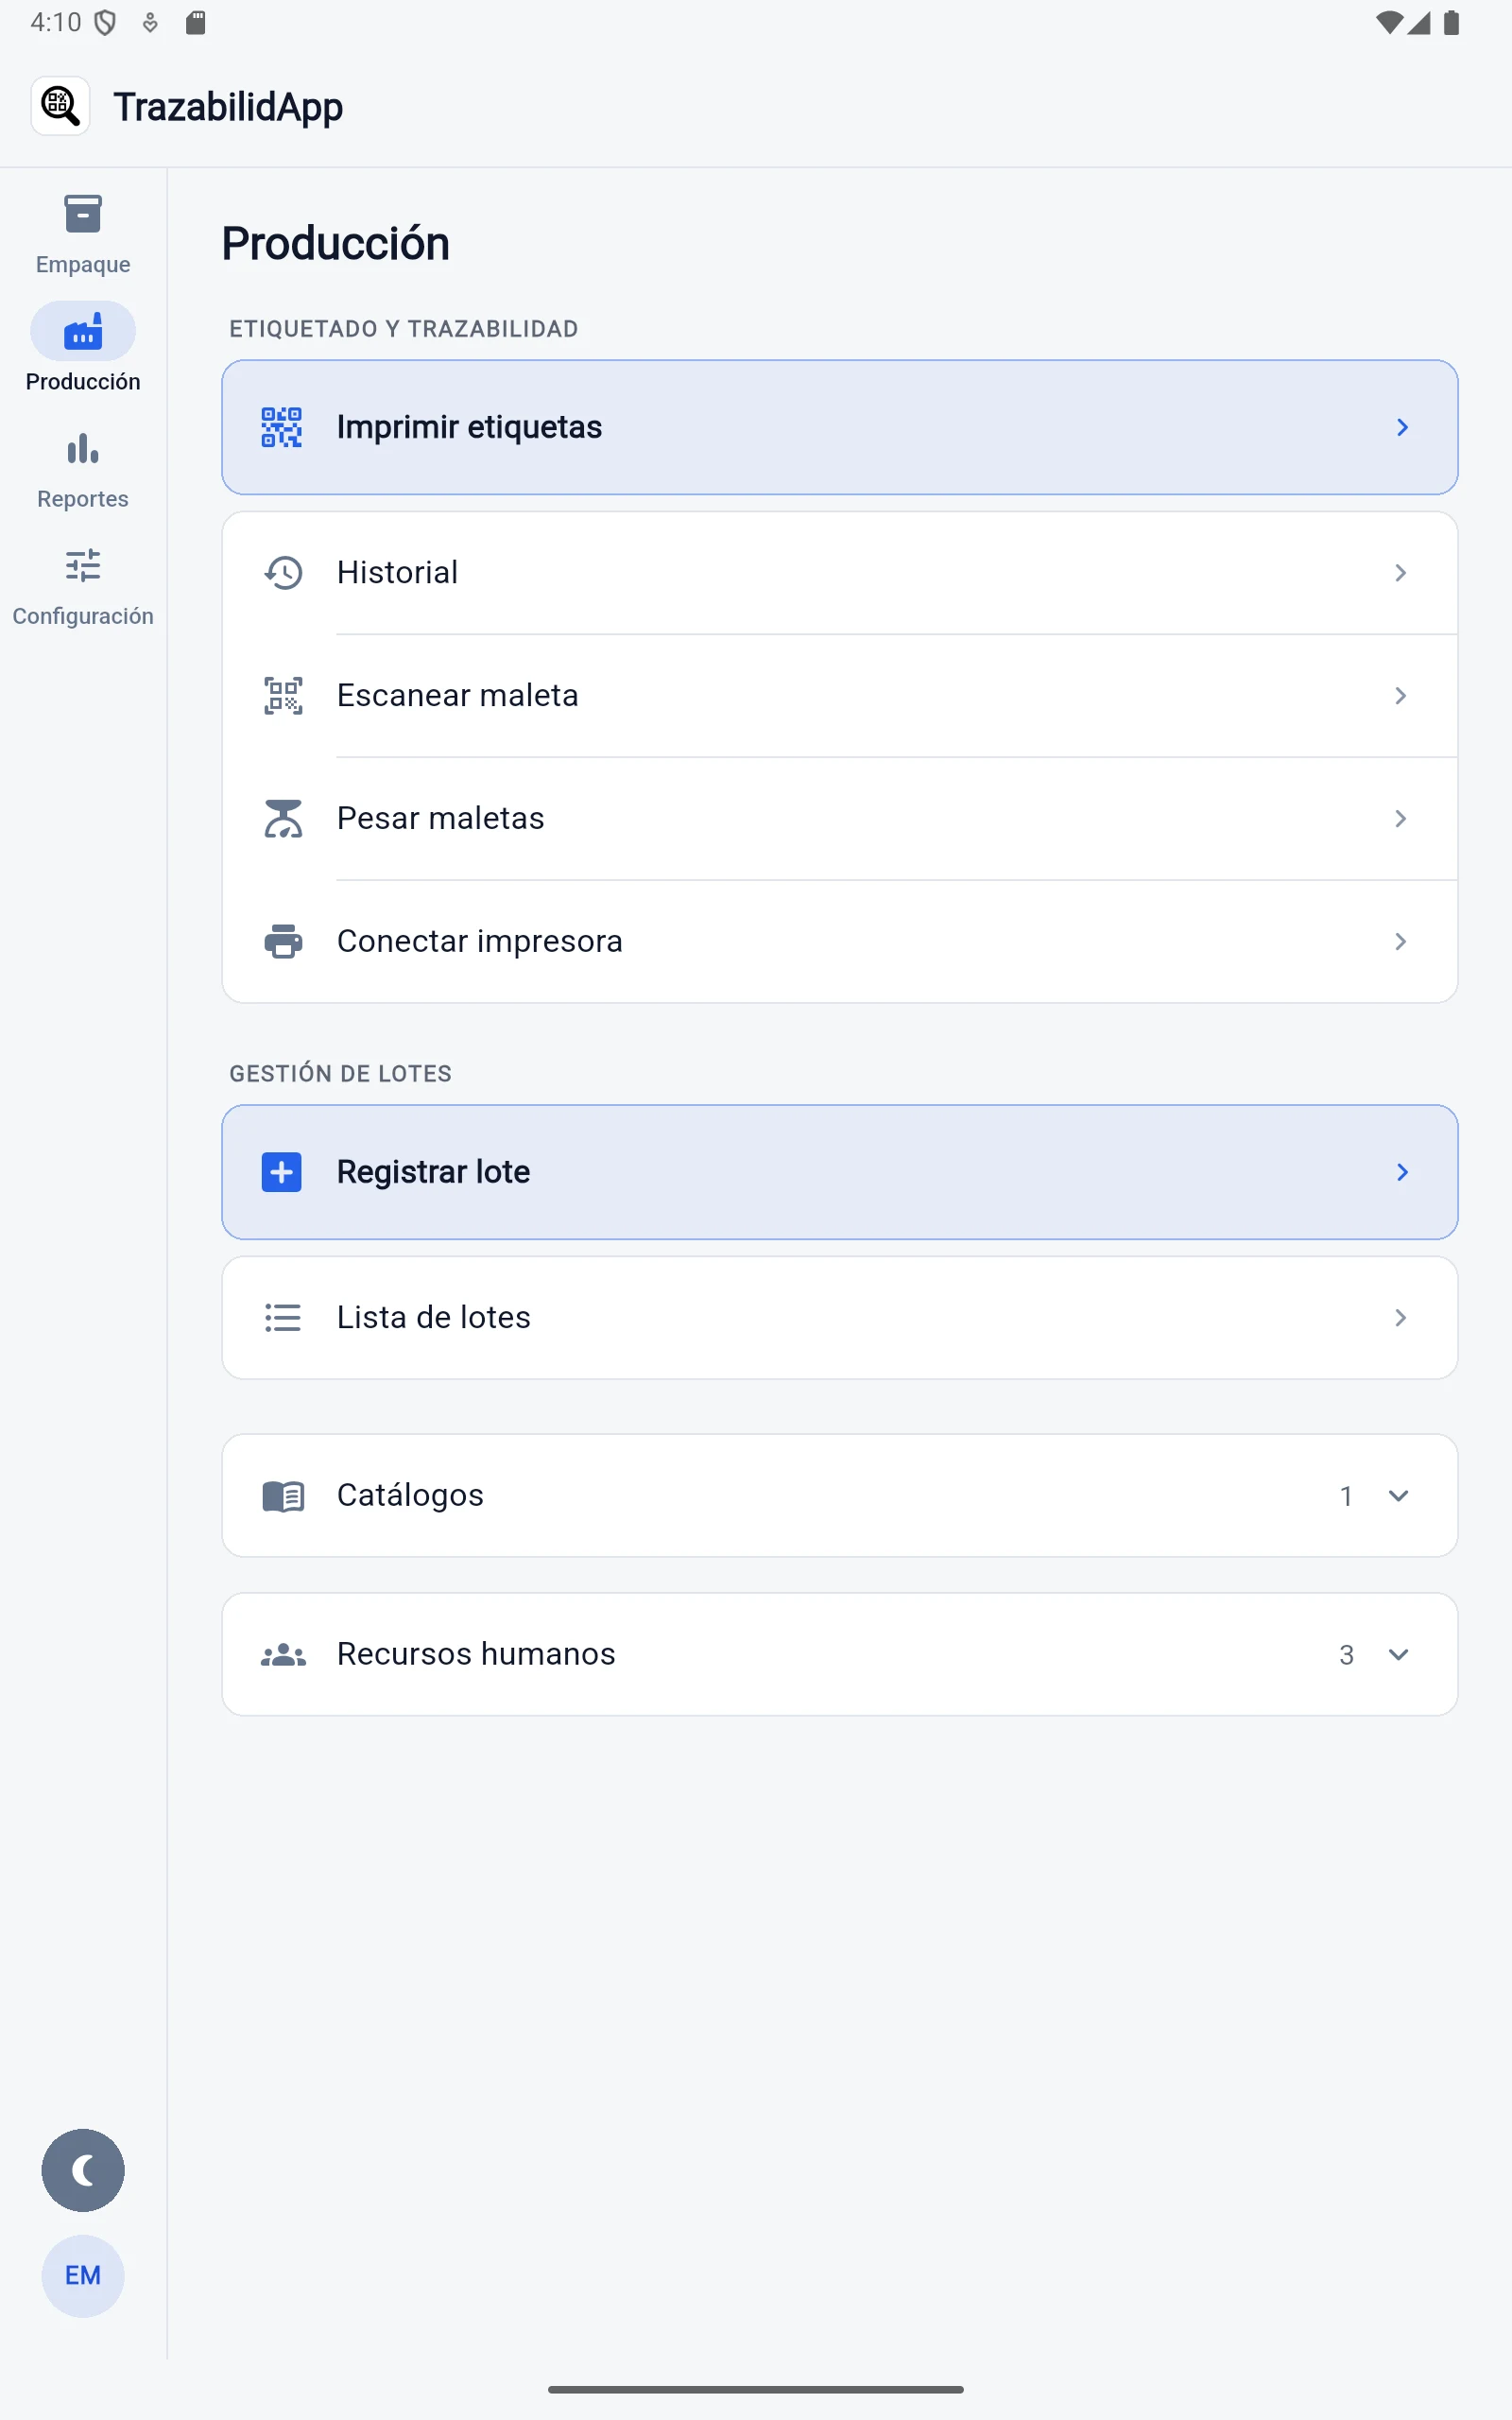 4:10
TrazabilidApp
Empaque
Producción
Reportes
Configuración
Producción
ETIQUETADO Y TRAZABILIDAD
Imprimir etiquetas
Historial
Escanear maleta
Pesar maletas
Conectar impresora
GESTIÓN DE LOTES
Registrar lote
Lista de lotes
Catálogos 1
Recursos humanos 3
EM